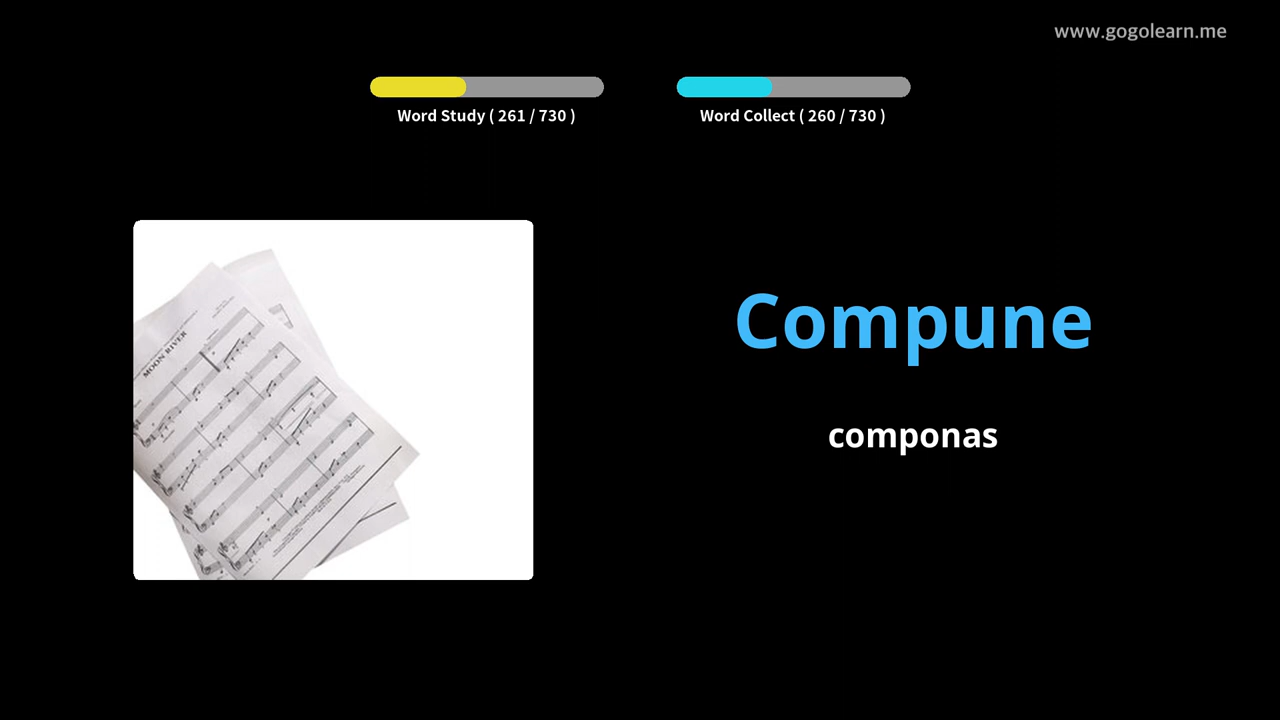 www.gogolearn.me
Word Study ( 261 / 730 )
Word Collect ( 260 / 730 )
MOON RIVER
Compune
componas